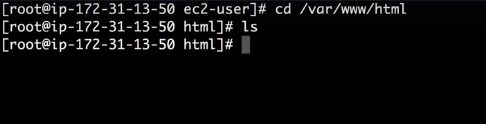 [root@ip-172-31-13-50 ec2-user]# cd /var/www/html
[root@ip-172-31-13-50 html]# ls
[root@ip-172-31-13-50 html]#